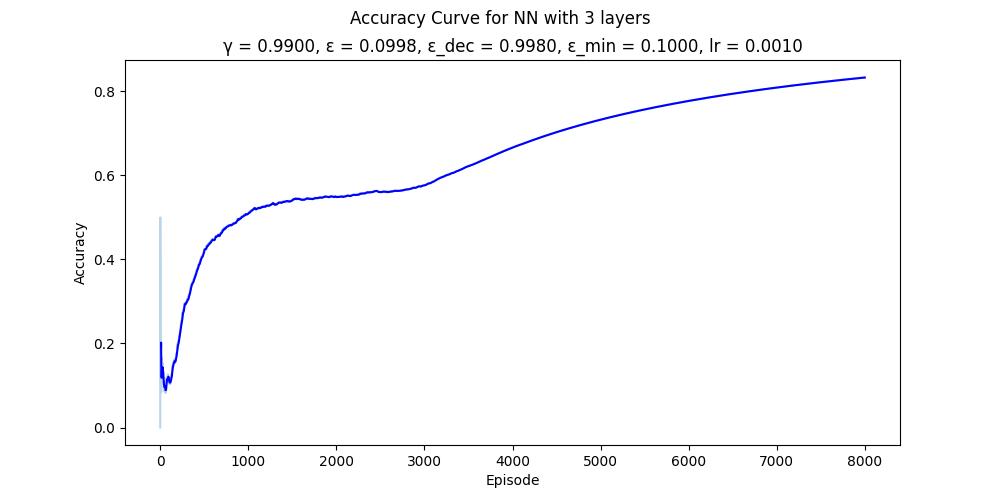 Accuracy Curve for NN with 3 layers
γ = 0.9900, ε = 0.0998, ε_dec = 0.9980, ε_min = 0.1000, lr = 0.0010
0.8
0.6
0.4
0.2
0.0
Accuracy
0 1000 2000 3000 4000 5000 6000 7000 8000
Episode